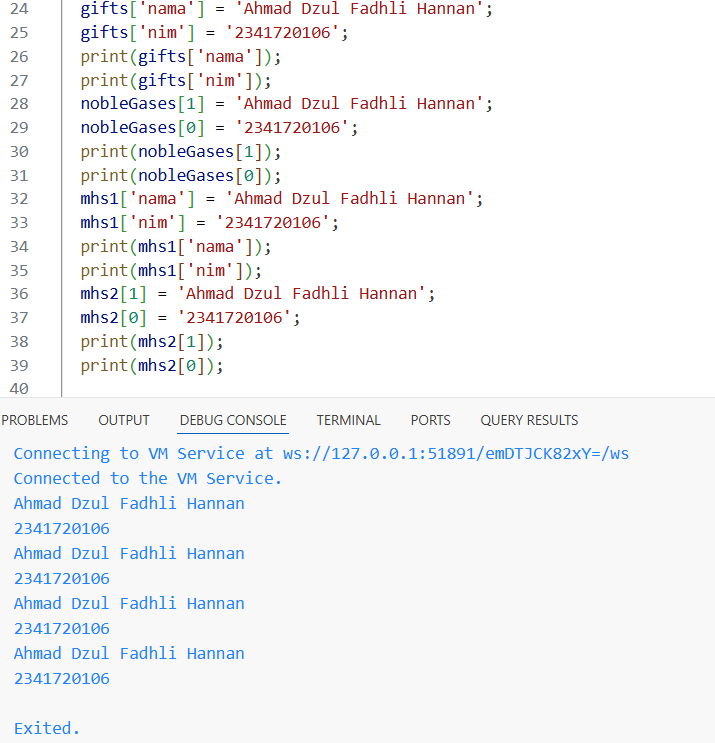 24 gifts['nama'] = 'Ahmad Dzul Fadhli Hannan';
25 gifts['nim'] = '2341720106';
26 print(gifts['nama']);
27 print(gifts['nim']);
28 nobleGases[1] = 'Ahmad Dzul Fadhli Hannan';
29 nobleGases[0] = '2341720106';
30 print(nobleGases[1]);
31 print(nobleGases[0]);
32 mhs1['nama'] = 'Ahmad Dzul Fadhli Hannan';
33 mhs1['nim'] = '2341720106';
34 print(mhs1['nama']);
35 print(mhs1['nim']);
36 mhs2[1] = 'Ahmad Dzul Fadhli Hannan';
37 mhs2[0] = '2341720106';
38 print(mhs2[1]);
39 print(mhs2[0]);
40
PROBLEMS OUTPUT DEBUG CONSOLE TERMINAL PORTS QUERY RESULTS
Connecting to VM Service at ws://127.0.0.1:51891/emDTJCK82xY=/ws
Connected to the VM Service.
Ahmad Dzul Fadhli Hannan
2341720106
Ahmad Dzul Fadhli Hannan
2341720106
Ahmad Dzul Fadhli Hannan
2341720106
Ahmad Dzul Fadhli Hannan
2341720106
Exited.